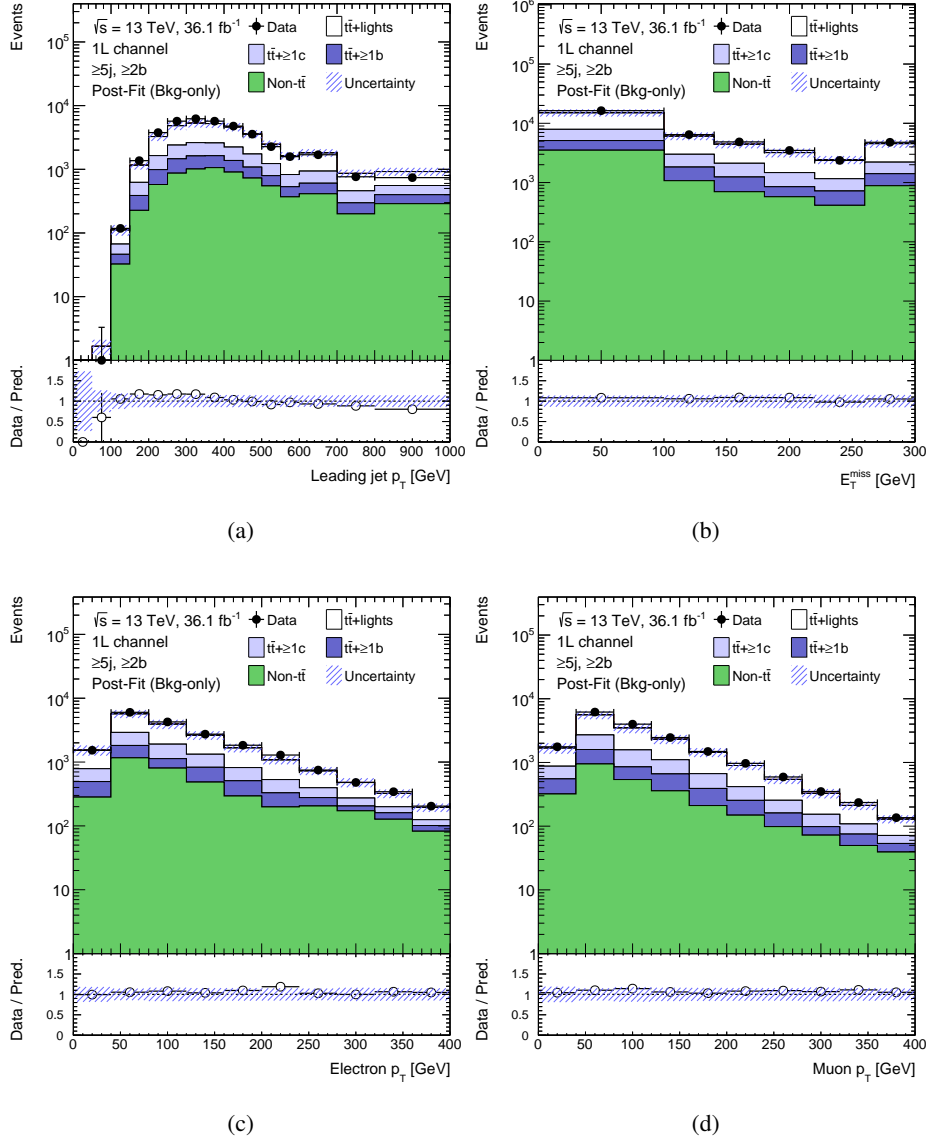 Events
10⁵
10⁴
10³
10²
10
1
√s = 13 TeV, 36.1 fb⁻¹
1L channel
≥5j, ≥2b
Post-Fit (Bkg-only)
Data
tt̄+lights
tt̄+≥1c
tt̄+≥1b
Non-tt̄
Uncertainty
Data / Pred.
1.5
1
0.5
0
0 100 200 300 400 500 600 700 800 900 1000
Leading jet p_T [GeV]
(a)
Events
10⁶
10⁵
10⁴
10³
10²
10
1
√s = 13 TeV, 36.1 fb⁻¹
1L channel
≥5j, ≥2b
Post-Fit (Bkg-only)
Data
tt̄+lights
tt̄+≥1c
tt̄+≥1b
Non-tt̄
Uncertainty
Data / Pred.
1.5
1
0.5
0
0 50 100 150 200 250 300
E_T^miss [GeV]
(b)
Events
10⁵
10⁴
10³
10²
10
1
√s = 13 TeV, 36.1 fb⁻¹
1L channel
≥5j, ≥2b
Post-Fit (Bkg-only)
Data
tt̄+lights
tt̄+≥1c
tt̄+≥1b
Non-tt̄
Uncertainty
Data / Pred.
1.5
1
0.5
0
0 50 100 150 200 250 300 350 400
Electron p_T [GeV]
(c)
Events
10⁵
10⁴
10³
10²
10
1
√s = 13 TeV, 36.1 fb⁻¹
1L channel
≥5j, ≥2b
Post-Fit (Bkg-only)
Data
tt̄+lights
tt̄+≥1c
tt̄+≥1b
Non-tt̄
Uncertainty
Data / Pred.
1.5
1
0.5
0
0 50 100 150 200 250 300 350 400
Muon p_T [GeV]
(d)